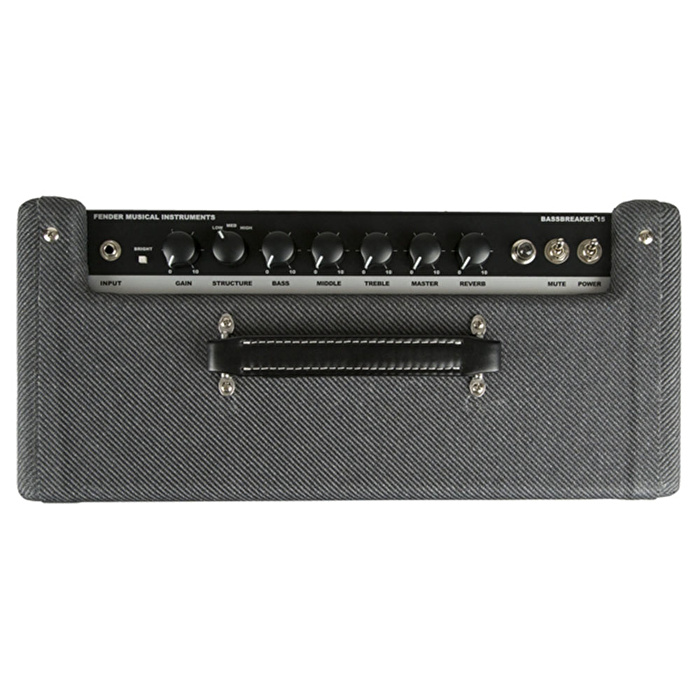 FENDER MUSICAL INSTRUMENTS
BASSBREAKER™15
LOW MED HIGH
BRIGHT
0 10 0 10 0 10 0 10 0 10 0 10
INPUT GAIN STRUCTURE BASS MIDDLE TREBLE MASTER REVERB MUTE POWER